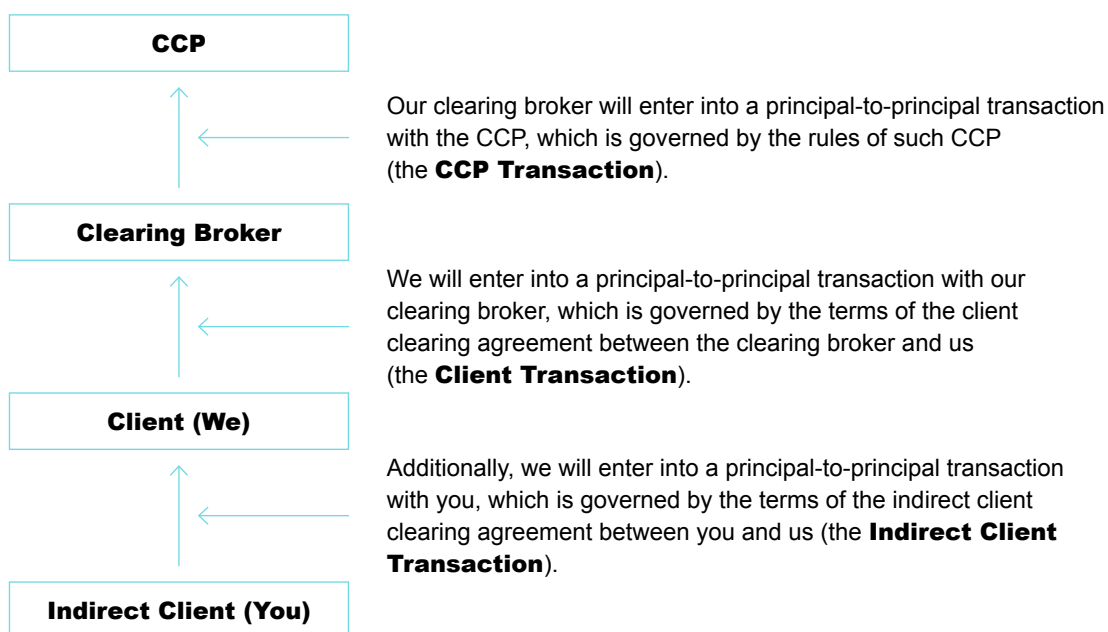 CCP
Our clearing broker will enter into a principal-to-principal transaction
with the CCP, which is governed by the rules of such CCP
(the CCP Transaction).
Clearing Broker
We will enter into a principal-to-principal transaction with our
clearing broker, which is governed by the terms of the client
clearing agreement between the clearing broker and us
(the Client Transaction).
Client (We)
Additionally, we will enter into a principal-to-principal transaction
with you, which is governed by the terms of the indirect client
clearing agreement between you and us (the Indirect Client
Transaction).
Indirect Client (You)